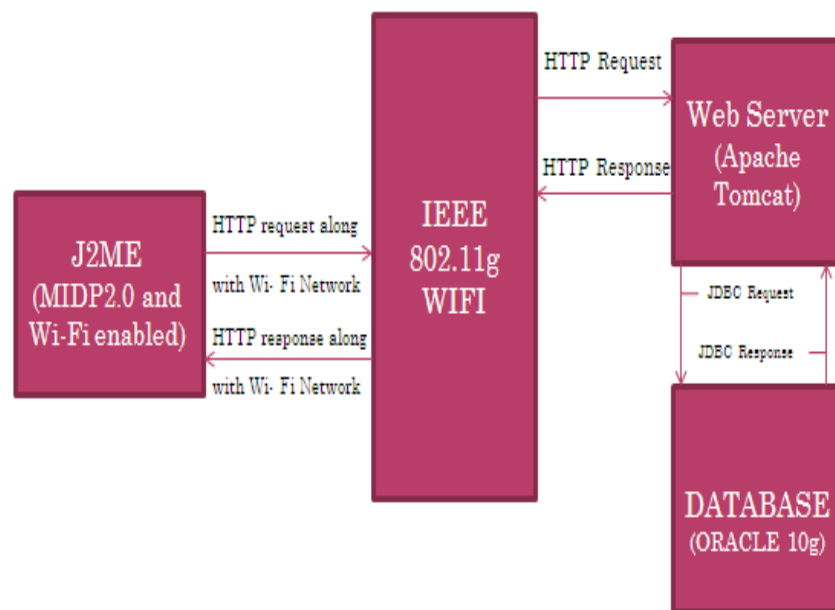 J2ME
(MIDP2.0 and
Wi-Fi enabled)
HTTP request along
with Wi- Fi Network
HTTP response along
with Wi- Fi Network
IEEE
802.11g
WIFI
HTTP Request
HTTP Response
Web Server
(Apache
Tomcat)
JDBC Request
JDBC Response
DATABASE
(ORACLE 10g)